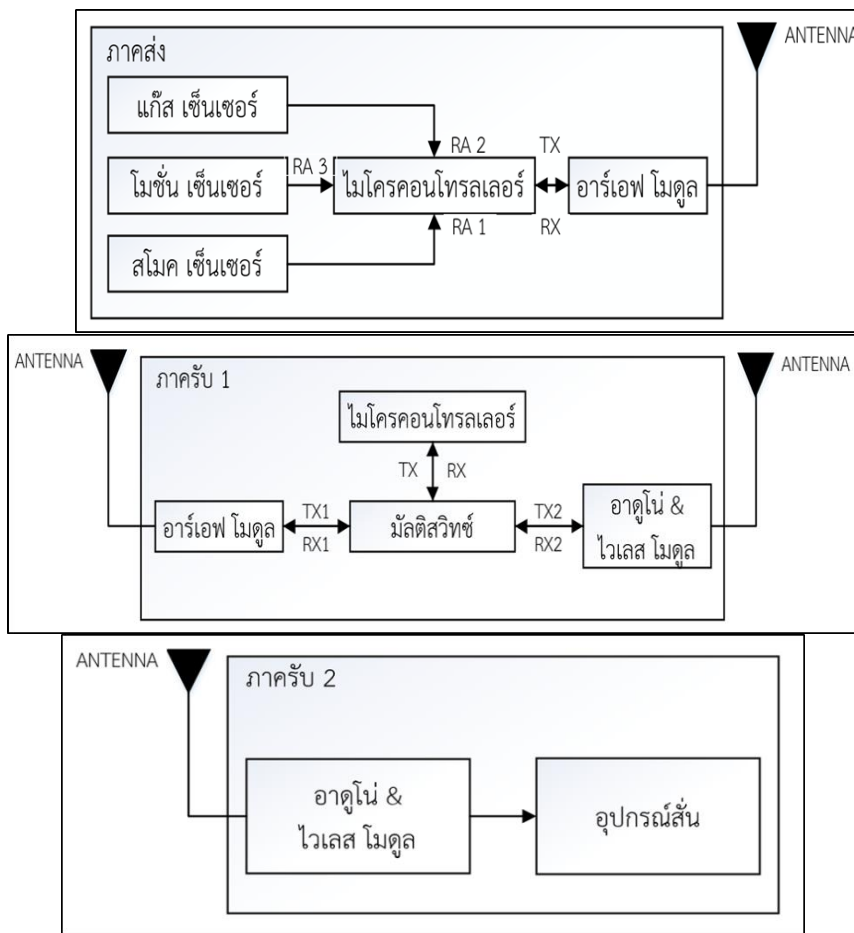 ภาคส่ง
ANTENNA
แก๊ส เซ็นเซอร์
RA 2
TX
RA 3
โมชั่น เซ็นเซอร์
ไมโครคอนโทรลเลอร์
อาร์เอฟ โมดูล
RA 1
RX
สโมค เซ็นเซอร์
ANTENNA
ภาครับ 1
ANTENNA
ไมโครคอนโทรลเลอร์
TX
RX
อาร์เอฟ โมดูล
TX1
RX1
มัลติสวิทซ์
TX2
RX2
อาดูโน่ &
ไวเลส โมดูล
ANTENNA
ภาครับ 2
อาดูโน่ &
ไวเลส โมดูล
อุปกรณ์สั่น